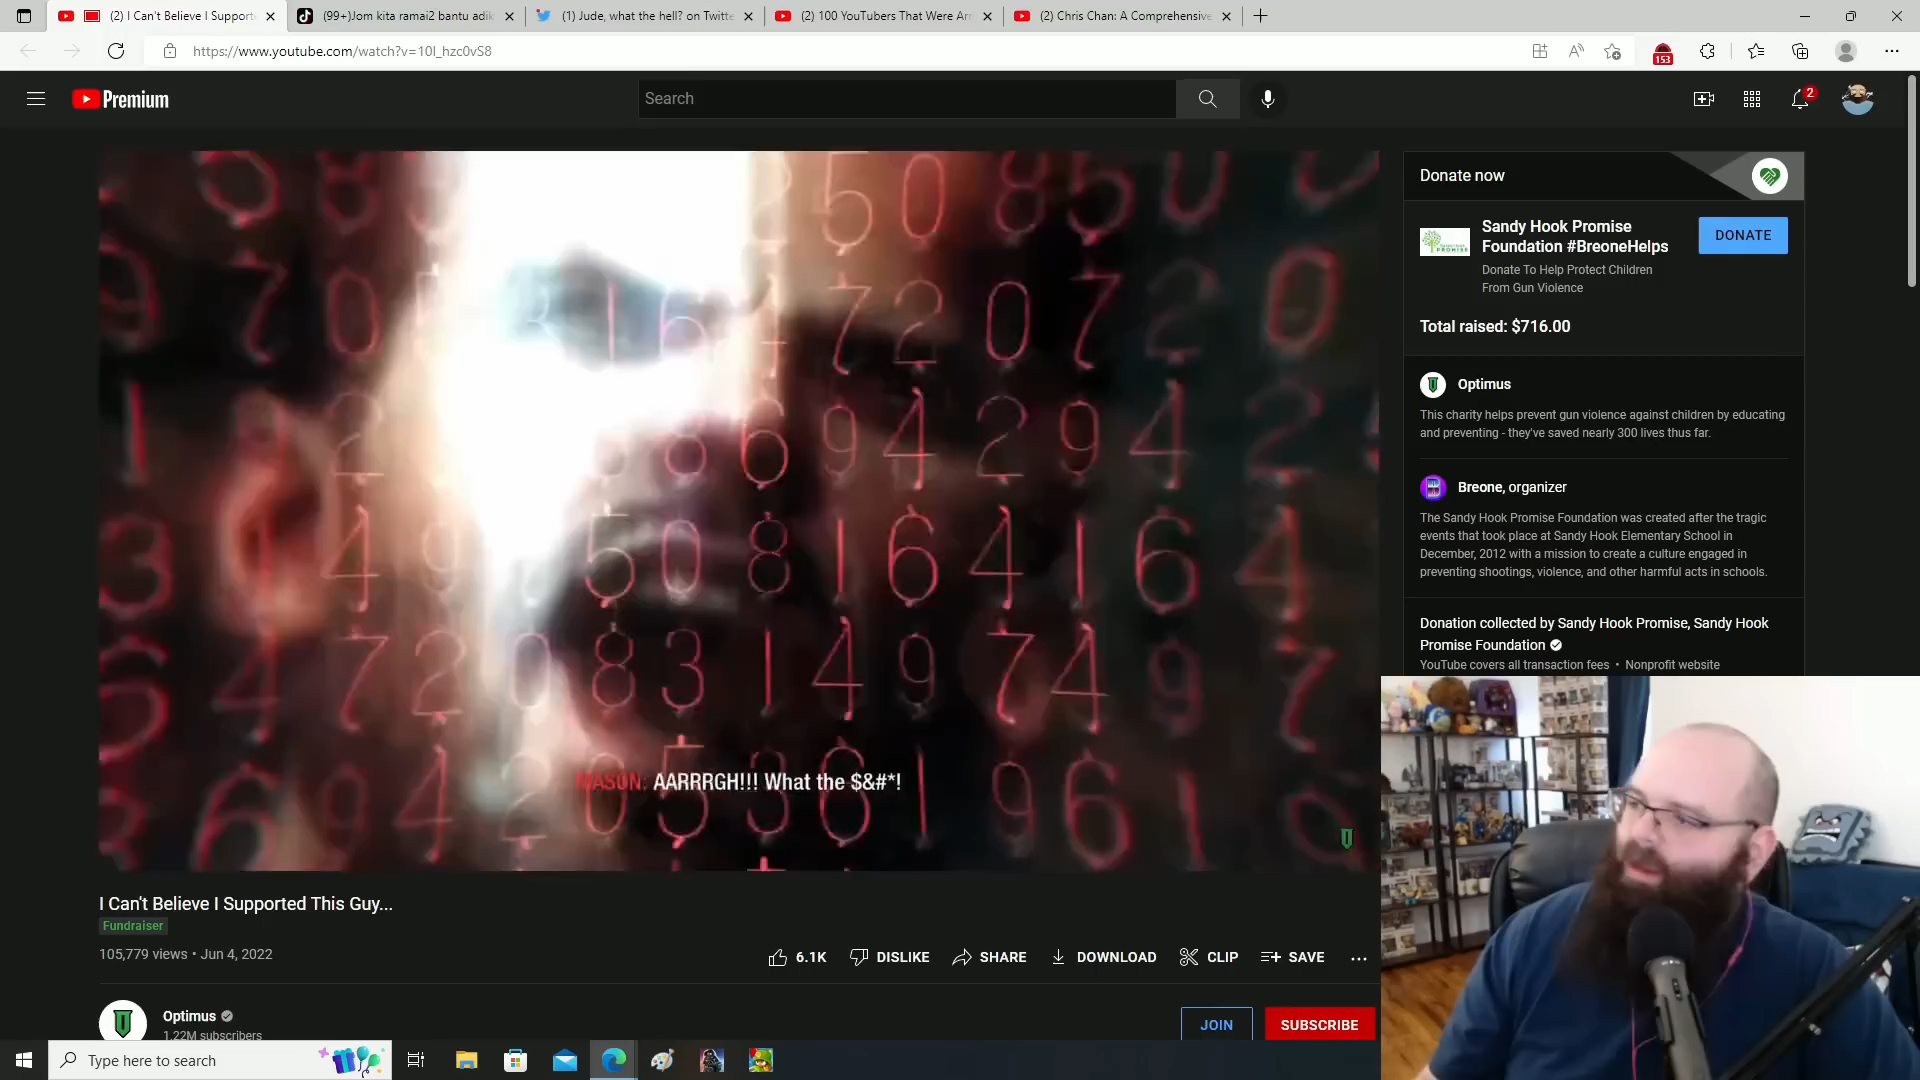 (2) I Can't Believe I Support
(99+)Jom kita ramai2 bantu adik
(1) Jude, what the hell? on Twitte
(2) 100 YouTubers That Were Arr
(2) Chris Chan: A Comprehensive
https://www.youtube.com/watch?v=10l_hzc0vS8
153
Premium
Search
2
Donate now
Sandy Hook Promise
Foundation #BreoneHelps
DONATE
Donate To Help Protect Children
From Gun Violence
Total raised: $716.00
Optimus
This charity helps prevent gun violence against children by educating
and preventing - they've saved nearly 300 lives thus far.
Breone, organizer
The Sandy Hook Promise Foundation was created after the tragic
events that took place at Sandy Hook Elementary School in
December, 2012 with a mission to create a culture engaged in
preventing shootings, violence, and other harmful acts in schools.
Donation collected by Sandy Hook Promise, Sandy Hook
Promise Foundation
YouTube covers all transaction fees • Nonprofit website
MASON: AARRRGH!!! What the $&#*!
I Can't Believe I Supported This Guy...
Fundraiser
105,779 views • Jun 4, 2022
6.1K
DISLIKE
SHARE
DOWNLOAD
CLIP
SAVE
Optimus
1.22M subscribers
JOIN
SUBSCRIBE
Type here to search